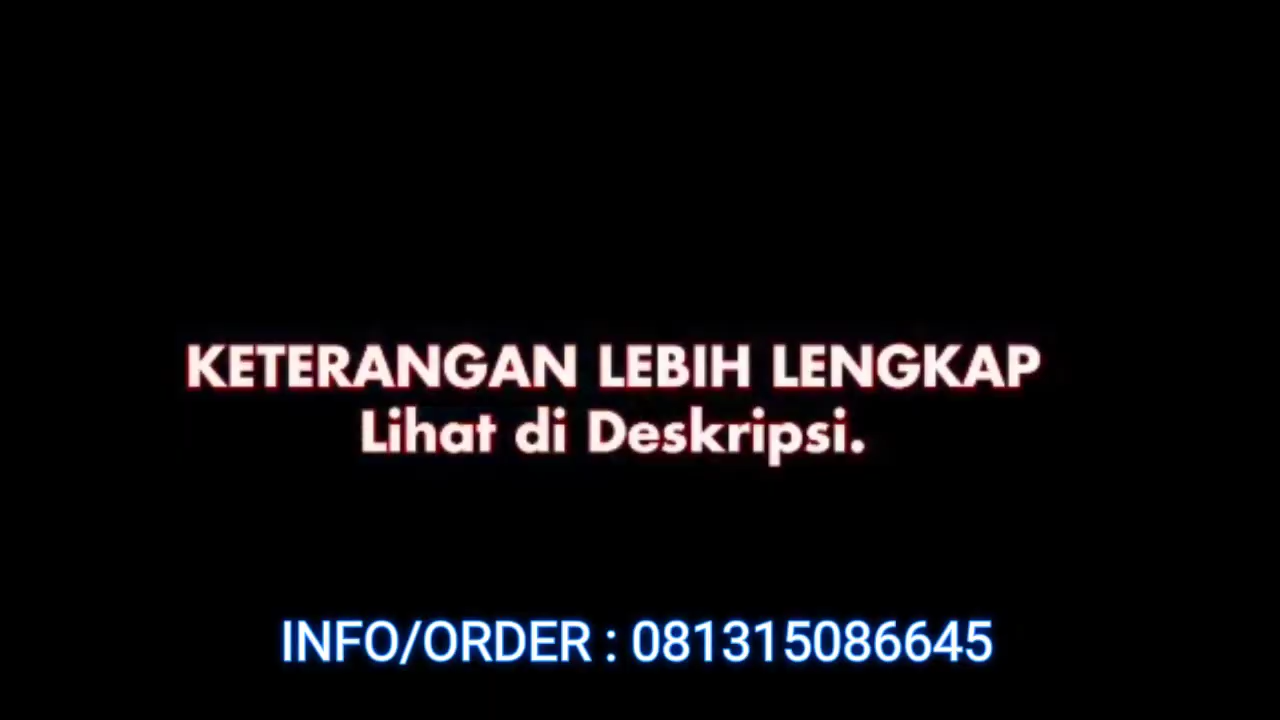 KETERANGAN LEBIH LENGKAP
Lihat di Deskripsi.
INFO/ORDER : 081315086645